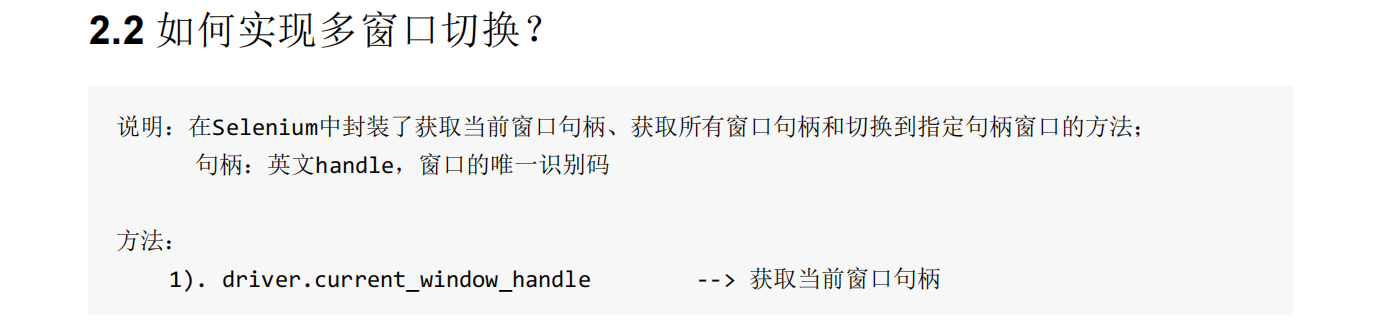 2.2 如何实现多窗口切换？
说明：在Selenium中封装了获取当前窗口句柄、获取所有窗口句柄和切换到指定句柄窗口的方法；
句柄：英文handle，窗口的唯一识别码
方法：
1). driver.current_window_handle --> 获取当前窗口句柄